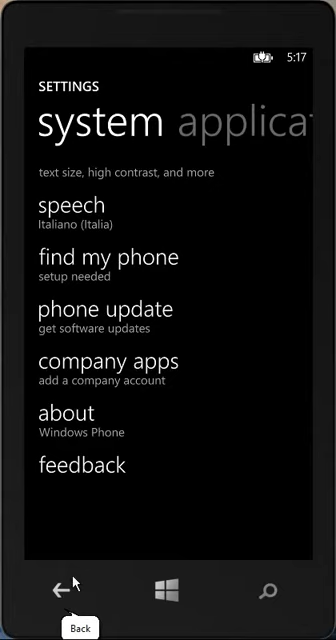 5:17
SETTINGS
system applicat
text size, high contrast, and more
speech
Italiano (Italia)
find my phone
setup needed
phone update
get software updates
company apps
add a company account
about
Windows Phone
feedback
Back